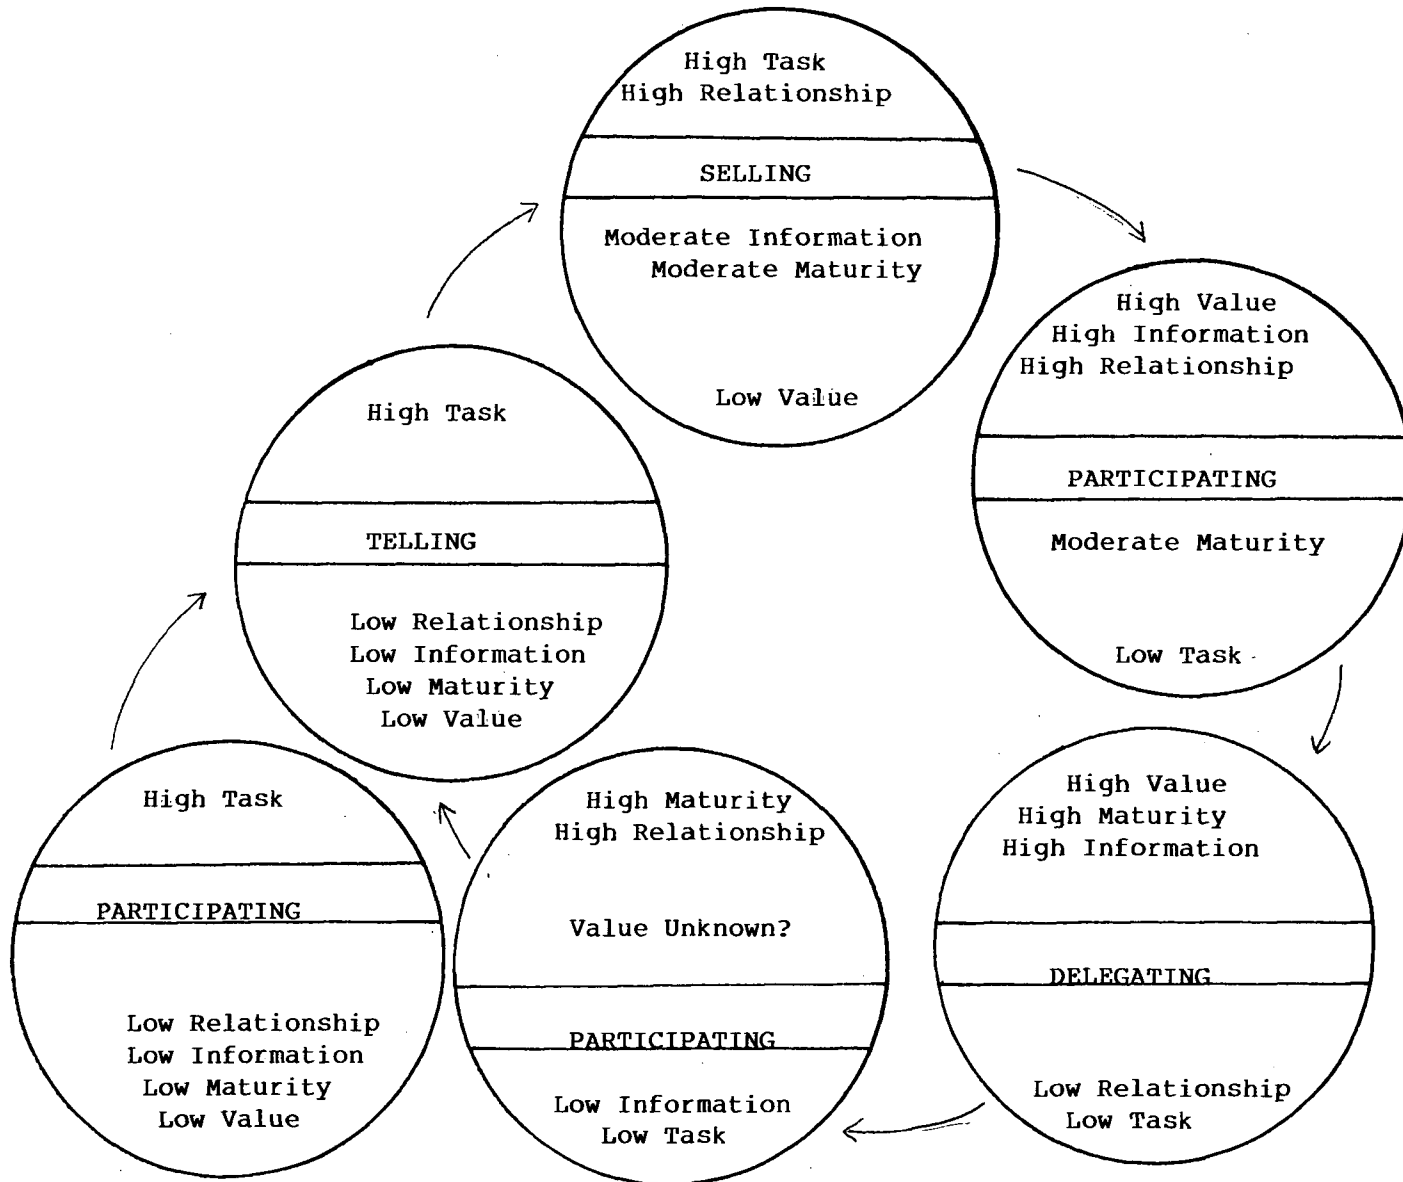 High Task
High Relationship
SELLING
Moderate Information
Moderate Maturity
Low Value
High Value
High Information
High Relationship
PARTICIPATING
Moderate Maturity
Low Task
High Task
TELLING
Low Relationship
Low Information
Low Maturity
Low Value
High Task
PARTICIPATING
Low Relationship
Low Information
Low Maturity
Low Value
High Maturity
High Relationship
Value Unknown?
PARTICIPATING
Low Information
Low Task
High Value
High Maturity
High Information
DELEGATING
Low Relationship
Low Task